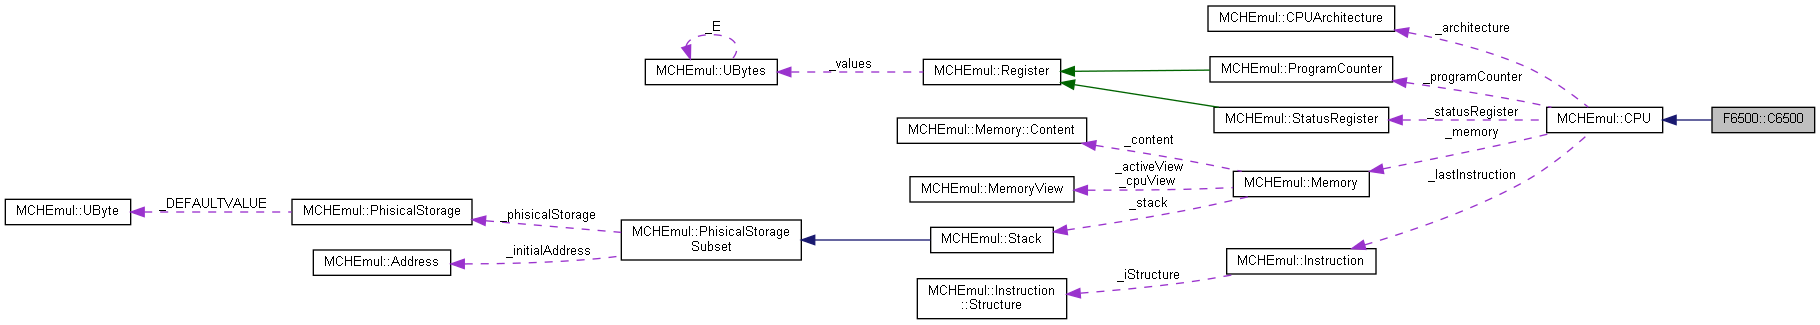 MCHEmul::CPUArchitecture
_E
_architecture
MCHEmul::UBytes
_values
MCHEmul::Register
MCHEmul::ProgramCounter
_programCounter
MCHEmul::StatusRegister
_statusRegister
MCHEmul::CPU
F6500::C6500
MCHEmul::Memory::Content
_content
_memory
_activeView
_cpuView
MCHEmul::MemoryView
MCHEmul::Memory
_lastInstruction
_stack
MCHEmul::UByte
_DEFAULTVALUE
MCHEmul::PhisicalStorage
_phisicalStorage
MCHEmul::PhisicalStorage
Subset
MCHEmul::Stack
_initialAddress
MCHEmul::Address
MCHEmul::Instruction
_iStructure
MCHEmul::Instruction
::Structure